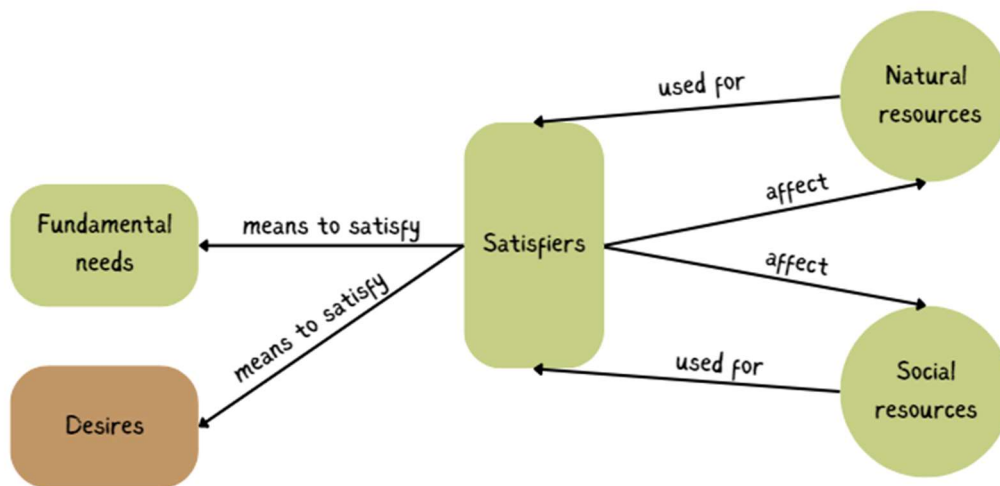 Natural
resources
used for
affect
Fundamental
needs
means to satisfy
Satisfiers
affect
means to satisfy
Desires
used for
Social
resources